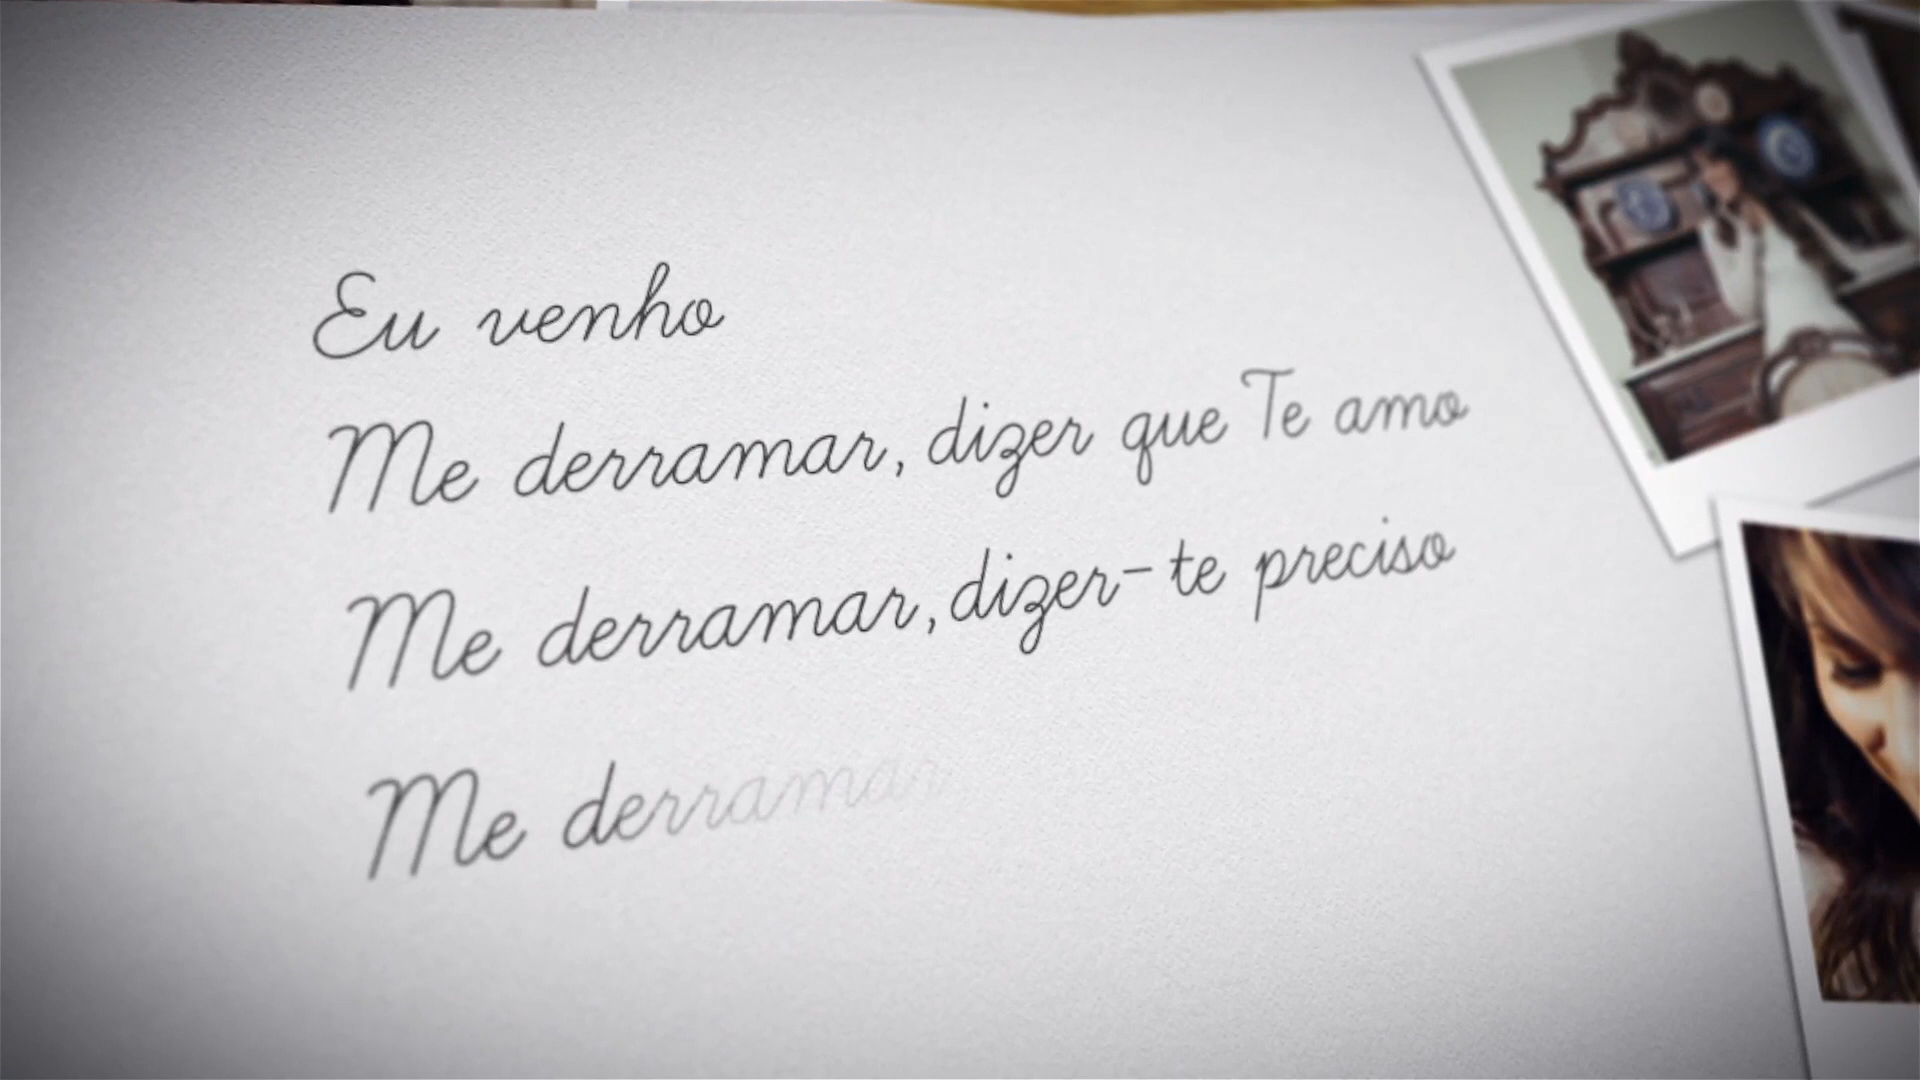 Eu venho
Me derramar, dizer que Te amo
Me derramar, dizer-te preciso
Me derramar